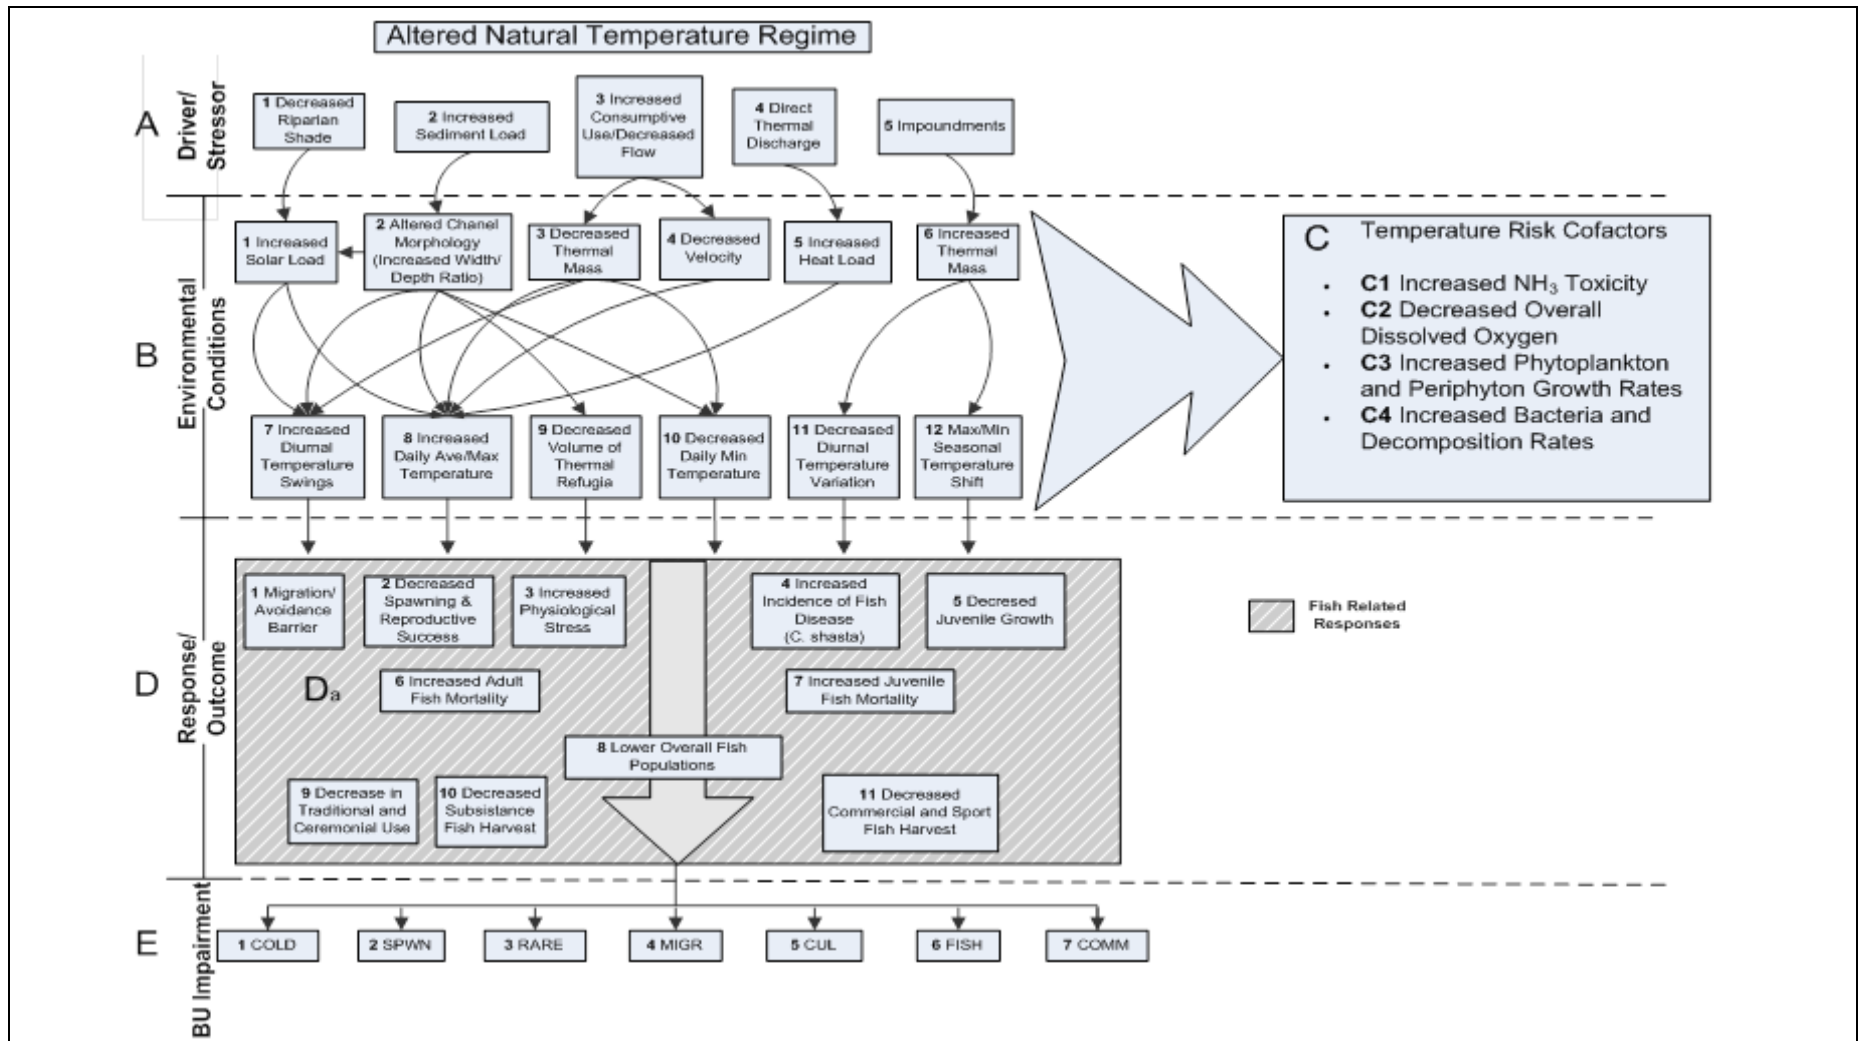 Altered Natural Temperature Regime
A
Driver/
Stressor
1 Decreased
Riparian
Shade
2 Increased
Sediment Load
3 Increased
Consumptive
Use/Decreased
Flow
4 Direct
Thermal
Discharge
5 Impoundments
B
Environmental
Conditions
1 Increased
Solar Load
2 Altered Chanel
Morphology
(Increased Width/
Depth Ratio)
3 Decreased
Thermal
Mass
4 Decreased
Velocity
5 Increased
Heat Load
6 Increased
Thermal
Mass
7 Increased
Diurnal
Temperature
Swings
8 Increased
Daily Ave/Max
Temperature
9 Decreased
Volume of
Thermal
Refugia
10 Decreased
Daily Min
Temperature
11 Decreased
Diurnal
Temperature
Variation
12 Max/Min
Seasonal
Temperature
Shift
C Temperature Risk Cofactors
• C1 Increased NH₃ Toxicity
• C2 Decreased Overall
Dissolved Oxygen
• C3 Increased Phytoplankton
and Periphyton Growth Rates
• C4 Increased Bacteria and
Decomposition Rates
D
Response/
Outcome
1 Migration/
Avoidance
Barrier
2 Decreased
Spawning &
Reproductive
Success
3 Increased
Physiological
Stress
4 Increased
Incidence of Fish
Disease
(C. shasta)
5 Decresed
Juvenile Growth
Da
6 Increased Adult
Fish Mortality
7 Increased Juvenile
Fish Mortality
8 Lower Overall Fish
Populations
9 Decrease in
Traditional and
Ceremonial Use
10 Decreased
Subsistance
Fish Harvest
11 Decreased
Commercial and Sport
Fish Harvest
Fish Related
Responses
E
BU Impairment
1 COLD
2 SPWN
3 RARE
4 MIGR
5 CUL
6 FISH
7 COMM